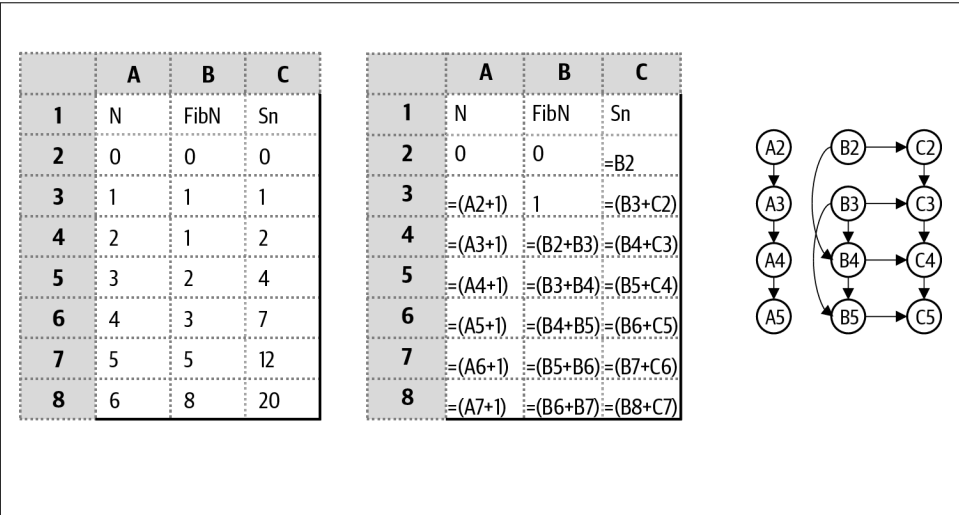 A B C
1 N FibN Sn
2 0 0 0
3 1 1 1
4 2 1 2
5 3 2 4
6 4 3 7
7 5 5 12
8 6 8 20
A B C
1 N FibN Sn
2 0 0 =B2
3 =(A2+1) 1 =(B3+C2)
4 =(A3+1) =(B2+B3) =(B4+C3)
5 =(A4+1) =(B3+B4) =(B5+C4)
6 =(A5+1) =(B4+B5) =(B6+C5)
7 =(A6+1) =(B5+B6) =(B7+C6)
8 =(A7+1) =(B6+B7) =(B8+C7)
A2 B2 C2
A3 B3 C3
A4 B4 C4
A5 B5 C5